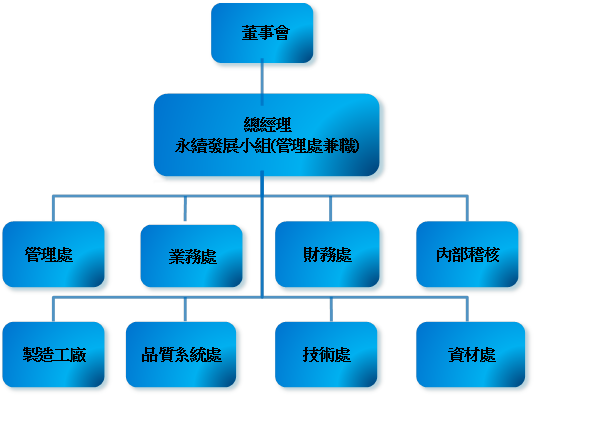 董事會
總經理
永續發展小組(管理處兼職)
管理處
業務處
財務處
內部稽核
製造工廠
品質系統處
技術處
資材處